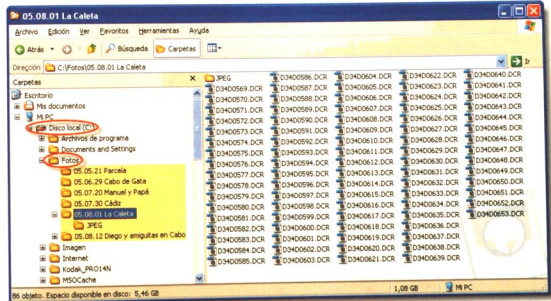 05.08.01 La Caleta
Archivo Edición Ver Favoritos Herramientas Ayuda
Atrás Búsqueda Carpetas
Dirección C:\Fotos\05.08.01 La Caleta Ir
Carpetas
Escritorio
Mis documentos
Mi PC
Disco local (C:)
Archivos de programa
Documents and Settings
Fotos
05.05.21 Parcela
05.06.29 Cabo de Gata
05.07.20 Manuel y Papá
05.07.30 Cádiz
05.08.01 La Caleta
JPEG
05.08.12 Diego y amiguitas en Cabo
Imagen
Internet
Kodak_PRO14N
MSOCache
JPEG
D34D0569.DCR
D34D0570.DCR
D34D0571.DCR
D34D0572.DCR
D34D0573.DCR
D34D0574.DCR
D34D0575.DCR
D34D0576.DCR
D34D0577.DCR
D34D0578.DCR
D34D0579.DCR
D34D0580.DCR
D34D0581.DCR
D34D0582.DCR
D34D0583.DCR
D34D0584.DCR
D34D0585.DCR
D34D0586.DCR
D34D0587.DCR
D34D0588.DCR
D34D0589.DCR
D34D0590.DCR
D34D0591.DCR
D34D0592.DCR
D34D0593.DCR
D34D0594.DCR
D34D0595.DCR
D34D0596.DCR
D34D0597.DCR
D34D0598.DCR
D34D0599.DCR
D34D0600.DCR
D34D0601.DCR
D34D0602.DCR
D34D0603.DCR
D34D0604.DCR
D34D0605.DCR
D34D0606.DCR
D34D0607.DCR
D34D0608.DCR
D34D0609.DCR
D34D0610.DCR
D34D0611.DCR
D34D0612.DCR
D34D0613.DCR
D34D0614.DCR
D34D0615.DCR
D34D0616.DCR
D34D0617.DCR
D34D0618.DCR
D34D0619.DCR
D34D0620.DCR
D34D0621.DCR
D34D0622.DCR
D34D0623.DCR
D34D0624.DCR
D34D0625.DCR
D34D0626.DCR
D34D0627.DCR
D34D0628.DCR
D34D0629.DCR
D34D0630.DCR
D34D0631.DCR
D34D0632.DCR
D34D0633.DCR
D34D0634.DCR
D34D0635.DCR
D34D0636.DCR
D34D0637.DCR
D34D0638.DCR
D34D0639.DCR
D34D0640.DCR
D34D0641.DCR
D34D0642.DCR
D34D0643.DCR
D34D0644.DCR
D34D0645.DCR
D34D0646.DCR
D34D0647.DCR
D34D0648.DCR
D34D0649.DCR
D34D0650.DCR
D34D0651.DCR
D34D0652.DCR
D34D0653.DCR
86 objeto. Espacio disponible en disco: 5,46 GB 1,08 GB Mi PC